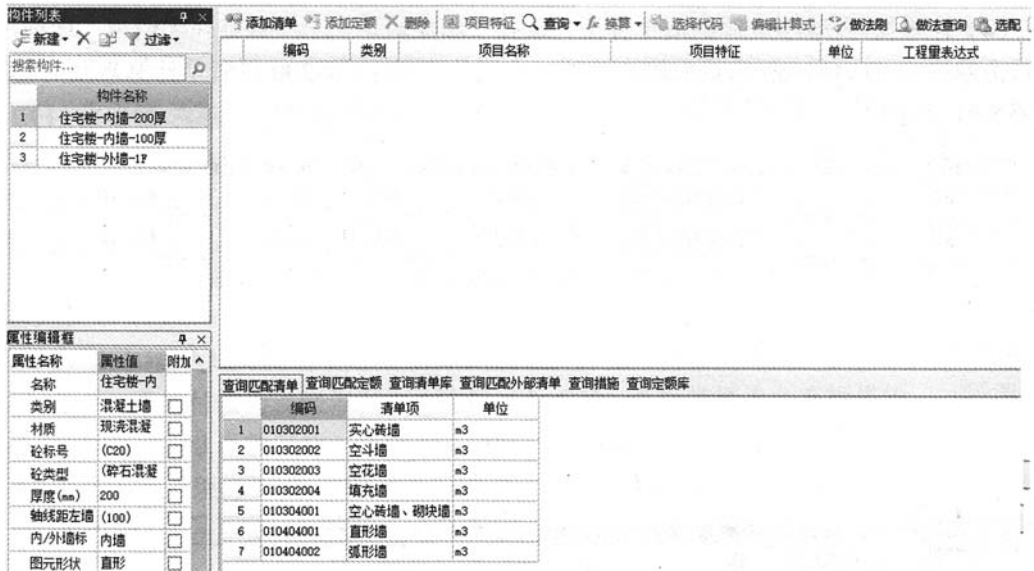 构件列表
新建 过滤
搜索构件...
构件名称
1 住宅楼-内墙-200厚
2 住宅楼-内墙-100厚
3 住宅楼-外墙-1F
属性编辑框
属性名称 属性值 附加
名称 住宅楼-内
类别 混凝土墙
材质 现浇混凝
砼标号 (C20)
砼类型 (碎石混凝
厚度(mm) 200
轴线距左墙 (100)
内/外墙标 内墙
图元形状 直形
添加清单 添加定额 删除 项目特征 查询 fx 换算 选择代码 编辑计算式 做法刷 做法查询 选配
编码 类别 项目名称 项目特征 单位 工程量表达式
查询匹配清单 查询匹配定额 查询清单库 查询匹配外部清单 查询措施 查询定额库
编码 清单项 单位
1 010302001 实心砖墙 m3
2 010302002 空斗墙 m3
3 010302003 空花墙 m3
4 010302004 填充墙 m3
5 010304001 空心砖墙、砌块墙 m3
6 010404001 直形墙 m3
7 010404002 弧形墙 m3